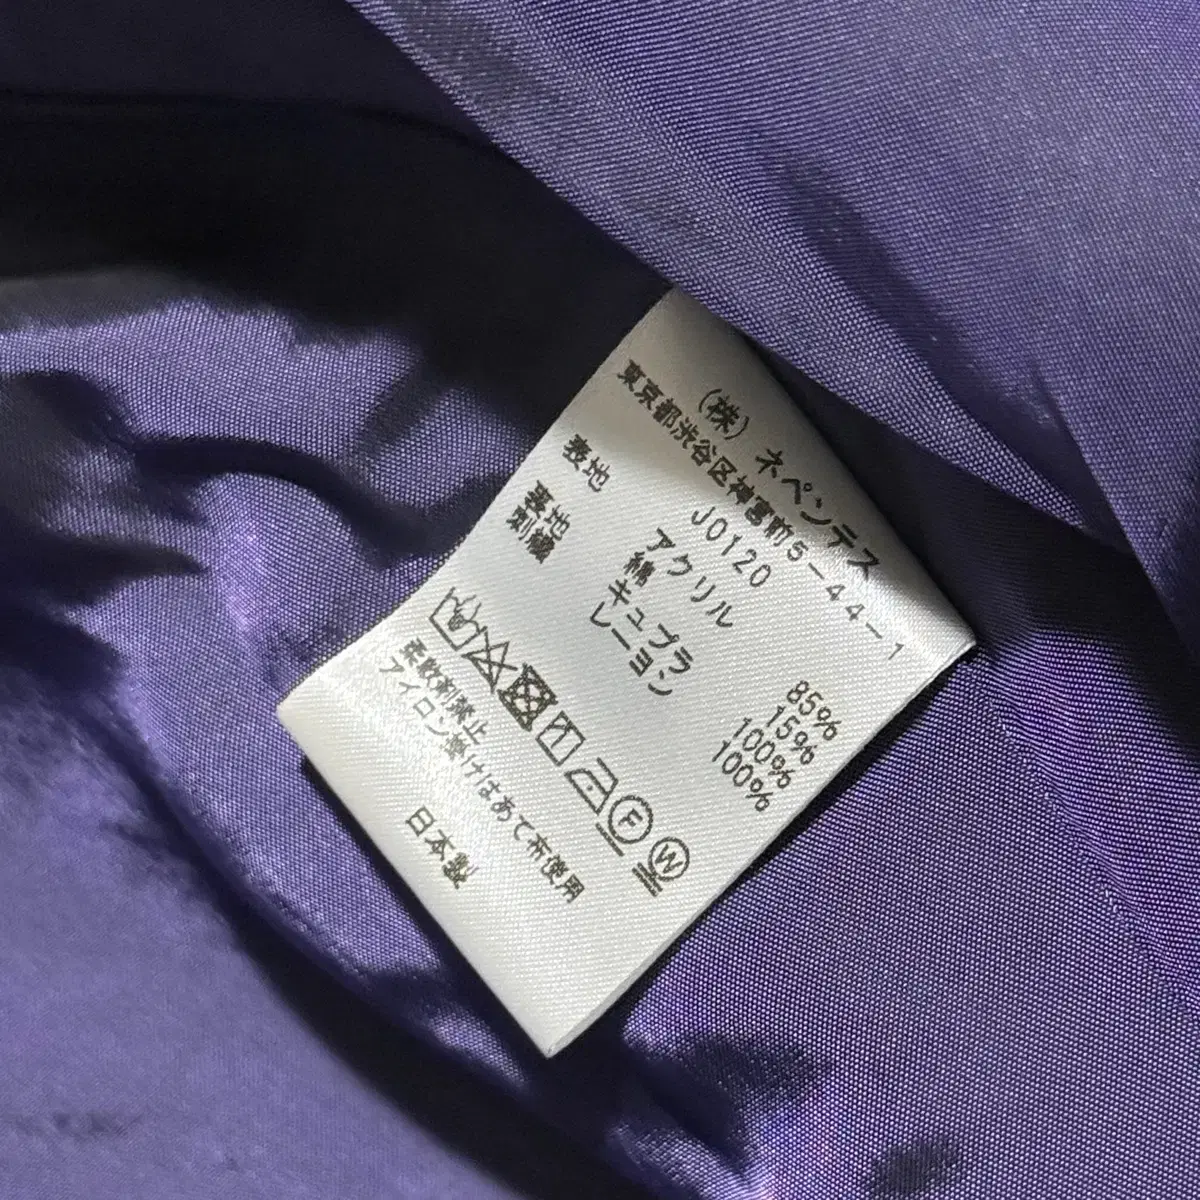 (株) ネペンテス
東京都渋谷区神宮前5-44-1
J0120
表地 アクリル 85%
綿 15%
裏地 キュプラ 100%
刺繍 レーヨン 100%
F W
柔軟剤禁止
アイロン掛けはあて布使用
日本製